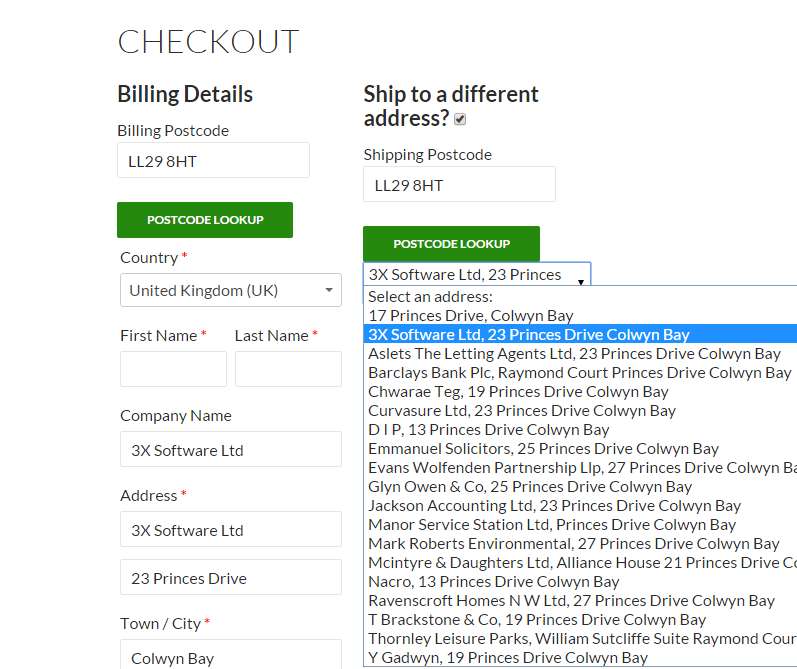 CHECKOUT
Billing Details
Billing Postcode
LL29 8HT
POSTCODE LOOKUP
Country *
United Kingdom (UK)
First Name * Last Name *
Company Name
3X Software Ltd
Address *
3X Software Ltd
23 Princes Drive
Town / City *
Colwyn Bay
Ship to a different
address?
Shipping Postcode
LL29 8HT
POSTCODE LOOKUP
3X Software Ltd, 23 Princes
Select an address:
17 Princes Drive, Colwyn Bay
3X Software Ltd, 23 Princes Drive Colwyn Bay
Aslets The Letting Agents Ltd, 23 Princes Drive Colwyn Bay
Barclays Bank Plc, Raymond Court Princes Drive Colwyn Bay
Chwarae Teg, 19 Princes Drive Colwyn Bay
Curvasure Ltd, 23 Princes Drive Colwyn Bay
D I P, 13 Princes Drive Colwyn Bay
Emmanuel Solicitors, 25 Princes Drive Colwyn Bay
Evans Wolfenden Partnership Llp, 27 Princes Drive Colwyn Ba
Glyn Owen & Co, 25 Princes Drive Colwyn Bay
Jackson Accounting Ltd, 23 Princes Drive Colwyn Bay
Manor Service Station Ltd, Princes Drive Colwyn Bay
Mark Roberts Environmental, 27 Princes Drive Colwyn Bay
Mcintyre & Daughters Ltd, Alliance House 21 Princes Drive Co
Nacro, 13 Princes Drive Colwyn Bay
Ravenscroft Homes N W Ltd, 27 Princes Drive Colwyn Bay
T Brackstone & Co, 19 Princes Drive Colwyn Bay
Thornley Leisure Parks, William Sutcliffe Suite Raymond Cour
Y Gadwyn, 19 Princes Drive Colwyn Bay